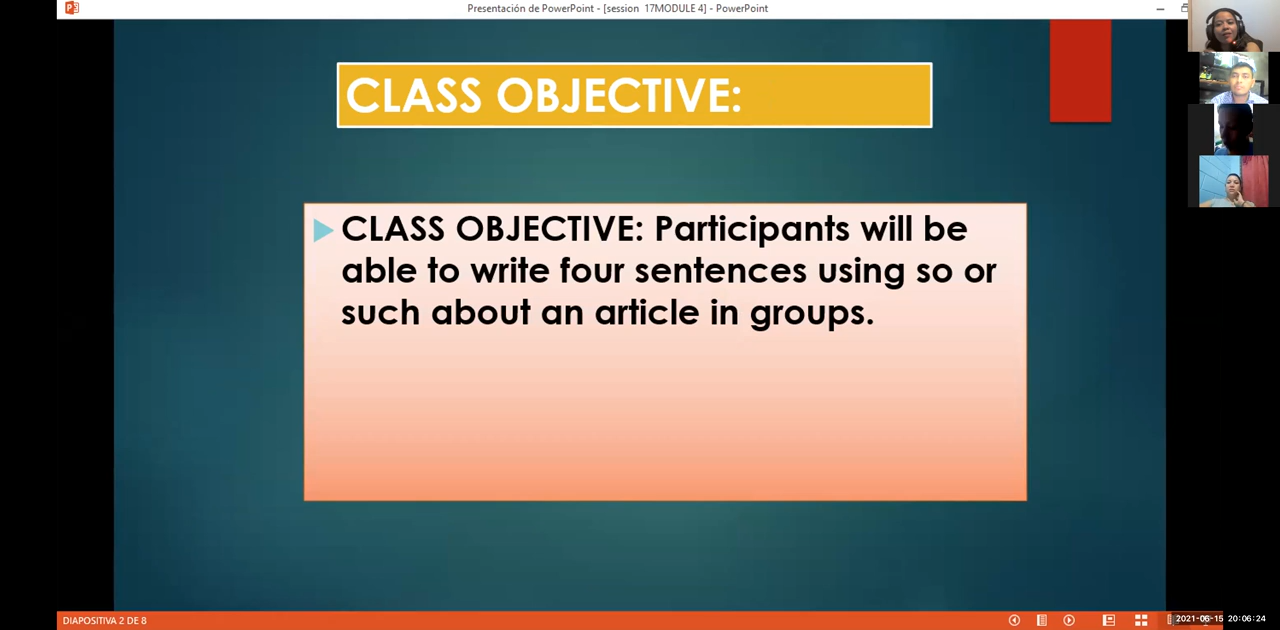 Presentación de PowerPoint - [session 17MODULE 4] - PowerPoint
CLASS OBJECTIVE:
CLASS OBJECTIVE: Participants will be
able to write four sentences using so or
such about an article in groups.
DIAPOSITIVA 2 DE 8
2021-06-15 20:06:24